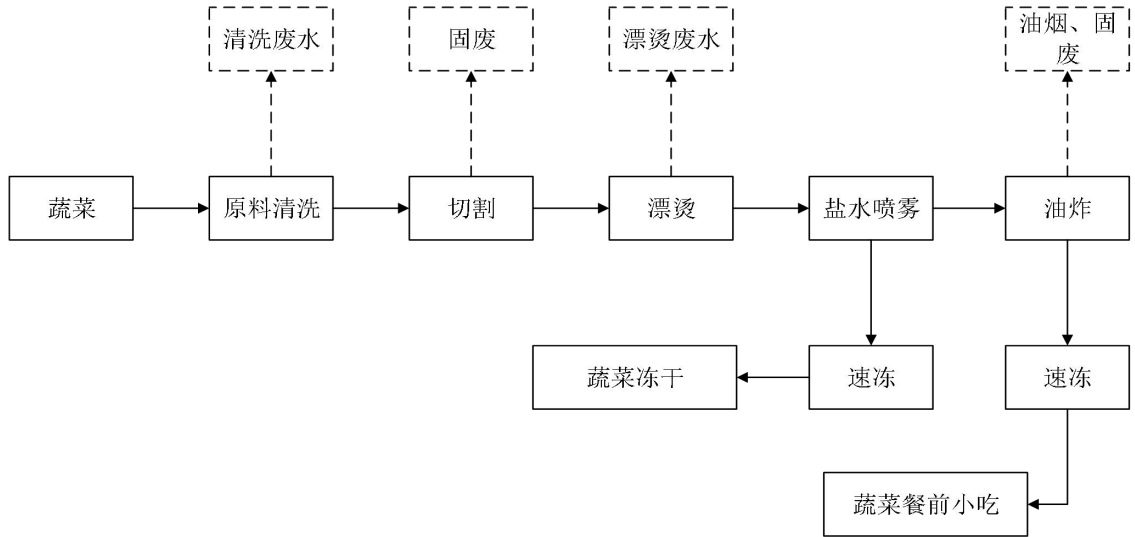 清洗废水
固废
漂烫废水
油烟、固
废
蔬菜
原料清洗
切割
漂烫
盐水喷雾
油炸
蔬菜冻干
速冻
速冻
蔬菜餐前小吃